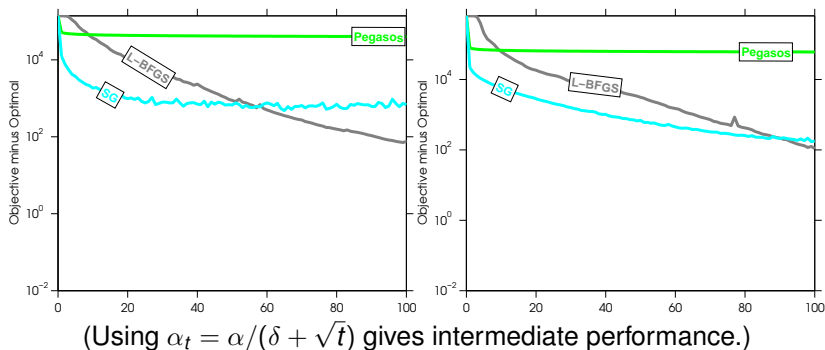 Objective minus Optimal
10^4
10^2
10^0
10^−2
0 20 40 60 80 100
Pegasos
L−BFGS
SG
Objective minus Optimal
10^4
10^2
10^0
10^−2
0 20 40 60 80 100
Pegasos
L−BFGS
SG
(Using α_t = α/(δ + √t) gives intermediate performance.)